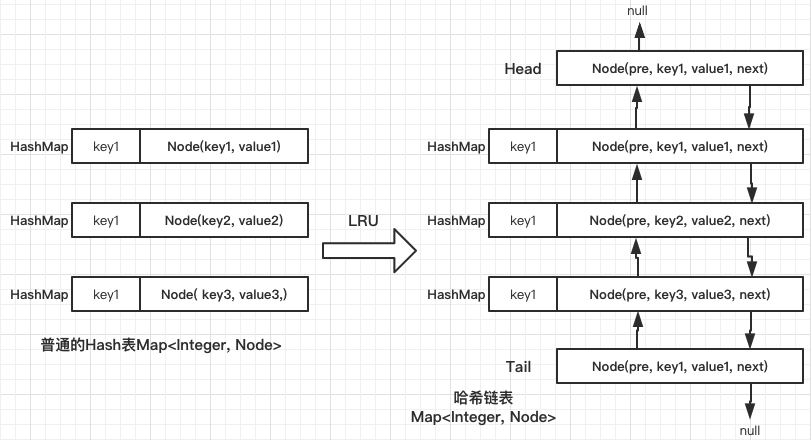 null
Head
Node(pre, key1, value1, next)
HashMap
key1
Node(key1, value1)
HashMap
key1
Node(pre, key1, value1, next)
HashMap
key1
Node(key2, value2)
LRU
HashMap
key1
Node(pre, key2, value2, next)
HashMap
key1
Node( key3, value3,)
HashMap
key1
Node(pre, key3, value3, next)
普通的Hash表Map<Integer, Node>
Tail
Node(pre, key1, value1, next)
哈希链表
Map<Integer, Node>
null